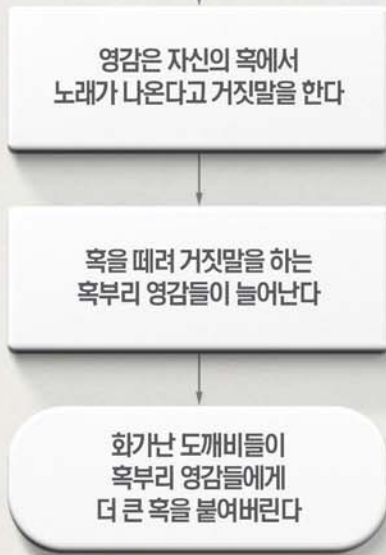 영감은 자신의 혹에서
노래가 나온다고 거짓말을 한다
혹을 떼려 거짓말을 하는
혹부리 영감들이 늘어난다
화가난 도깨비들이
혹부리 영감들에게
더 큰 혹을 붙여버린다